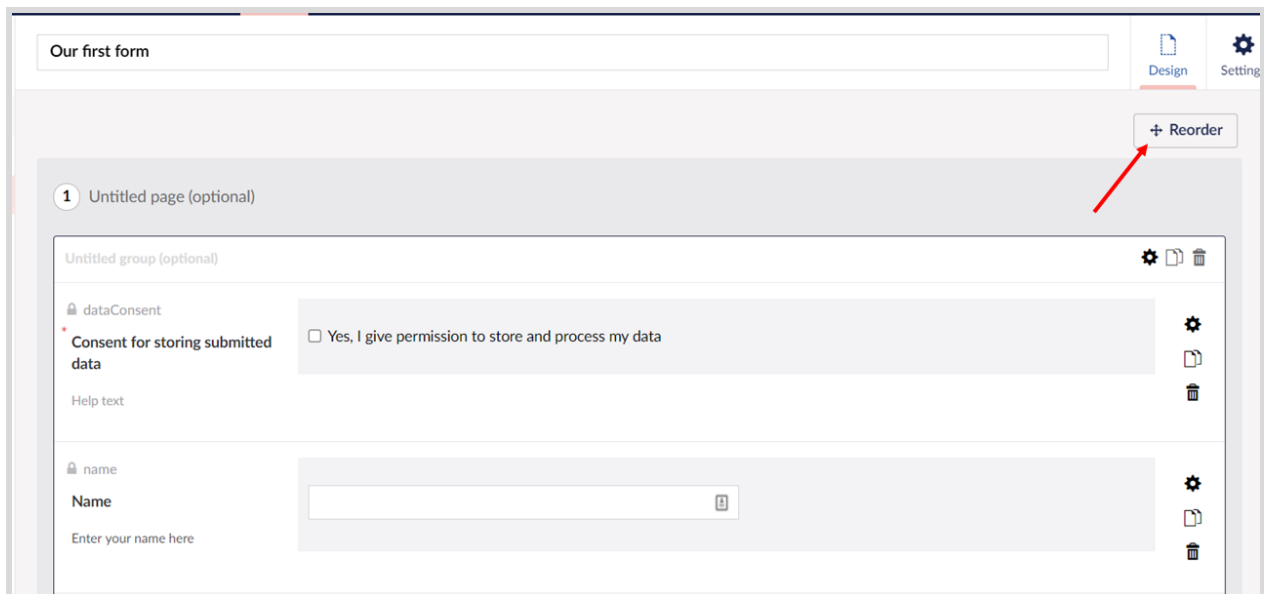 Our first form
Design
Setting
Reorder
1 Untitled page (optional)
Untitled group (optional)
dataConsent
* Consent for storing submitted
data
Yes, I give permission to store and process my data
Help text
name
Name
Enter your name here